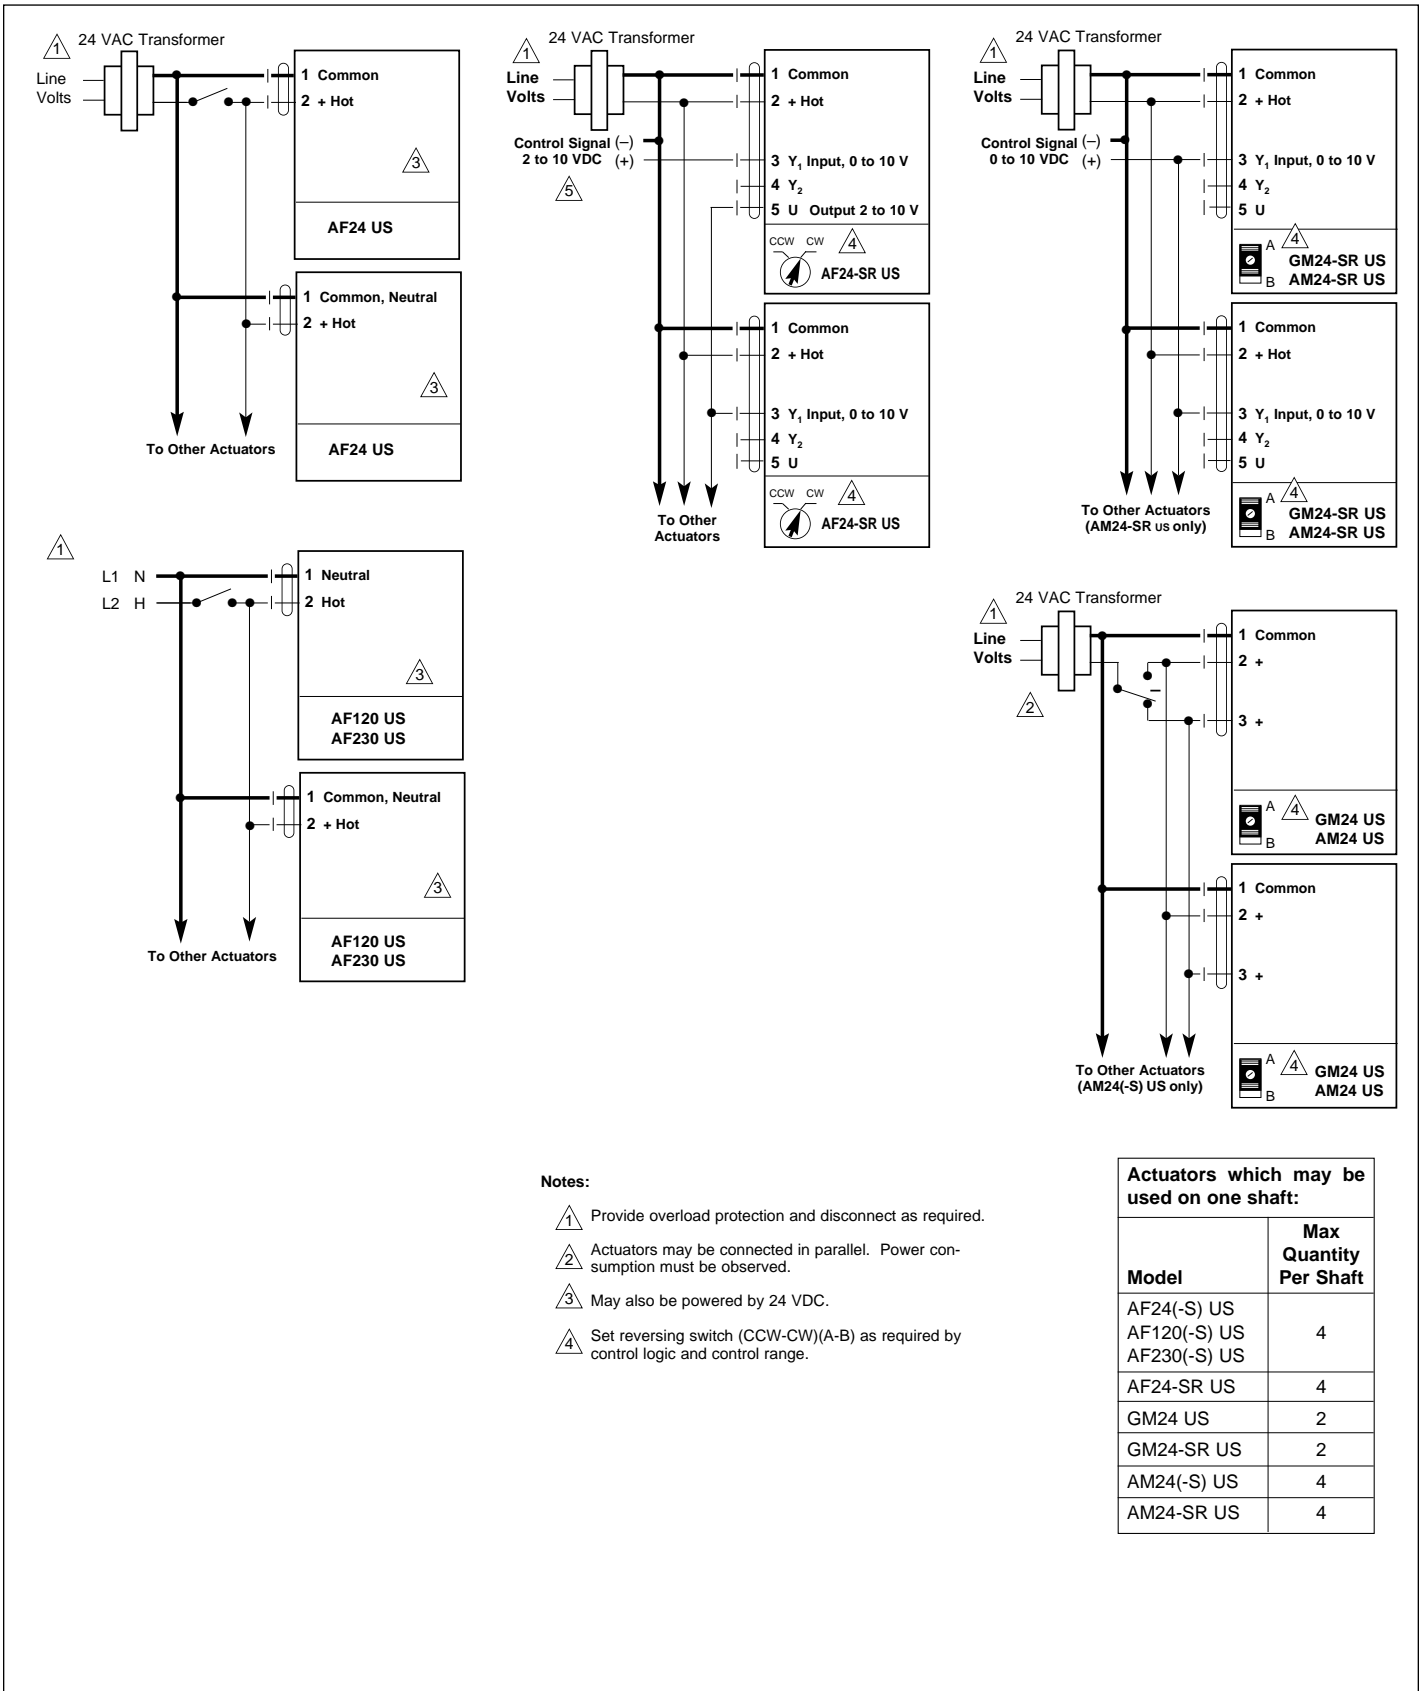 1
24 VAC Transformer
Line
Volts
1 Common
2 + Hot
3
AF24 US
1 Common, Neutral
2 + Hot
3
AF24 US
To Other Actuators
1
L1 N
L2 H
1 Neutral
2 Hot
3
AF120 US
AF230 US
1 Common, Neutral
2 + Hot
3
AF120 US
AF230 US
To Other Actuators
1
24 VAC Transformer
Line
Volts
Control Signal (–)
2 to 10 VDC (+)
5
1 Common
2 + Hot
3 Y1 Input, 0 to 10 V
4 Y2
5 U Output 2 to 10 V
CCW CW
4
AF24-SR US
1 Common
2 + Hot
3 Y1 Input, 0 to 10 V
4 Y2
5 U
CCW CW
4
AF24-SR US
To Other
Actuators
1
24 VAC Transformer
Line
Volts
Control Signal (–)
0 to 10 VDC (+)
1 Common
2 + Hot
3 Y1 Input, 0 to 10 V
4 Y2
5 U
A
B
4
GM24-SR US
AM24-SR US
1 Common
2 + Hot
3 Y1 Input, 0 to 10 V
4 Y2
5 U
A
B
4
GM24-SR US
AM24-SR US
To Other Actuators
(AM24-SR US only)
1
24 VAC Transformer
Line
Volts
2
1 Common
2 +
3 +
A
B
4
GM24 US
AM24 US
1 Common
2 +
3 +
A
B
4
GM24 US
AM24 US
To Other Actuators
(AM24(-S) US only)
Notes:
1 Provide overload protection and disconnect as required.
2 Actuators may be connected in parallel. Power con-
sumption must be observed.
3 May also be powered by 24 VDC.
4 Set reversing switch (CCW-CW)(A-B) as required by
control logic and control range.
Actuators which may be
used on one shaft:
Model
Max
Quantity
Per Shaft
AF24(-S) US
AF120(-S) US 4
AF230(-S) US
AF24-SR US 4
GM24 US 2
GM24-SR US 2
AM24(-S) US 4
AM24-SR US 4